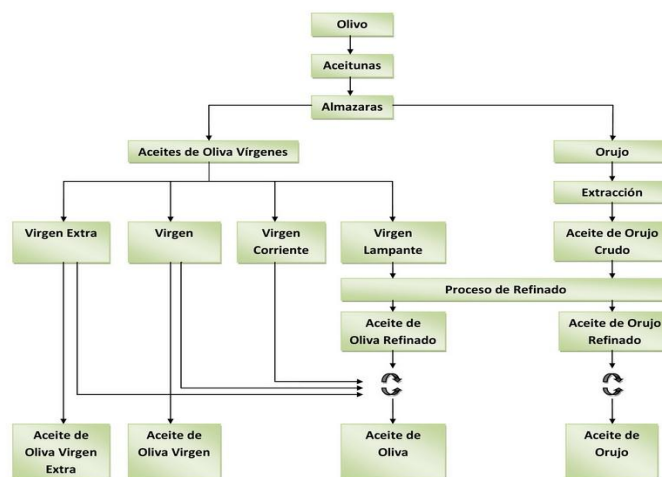 Olivo
Aceitunas
Almazaras
Aceites de Oliva Vírgenes
Orujo
Extracción
Virgen Extra
Virgen
Virgen
Corriente
Virgen
Lampante
Aceite de Orujo
Crudo
Proceso de Refinado
Aceite de
Oliva Refinado
Aceite de Orujo
Refinado
Aceite de
Oliva Virgen
Extra
Aceite de
Oliva Virgen
Aceite de
Oliva
Aceite de
Orujo